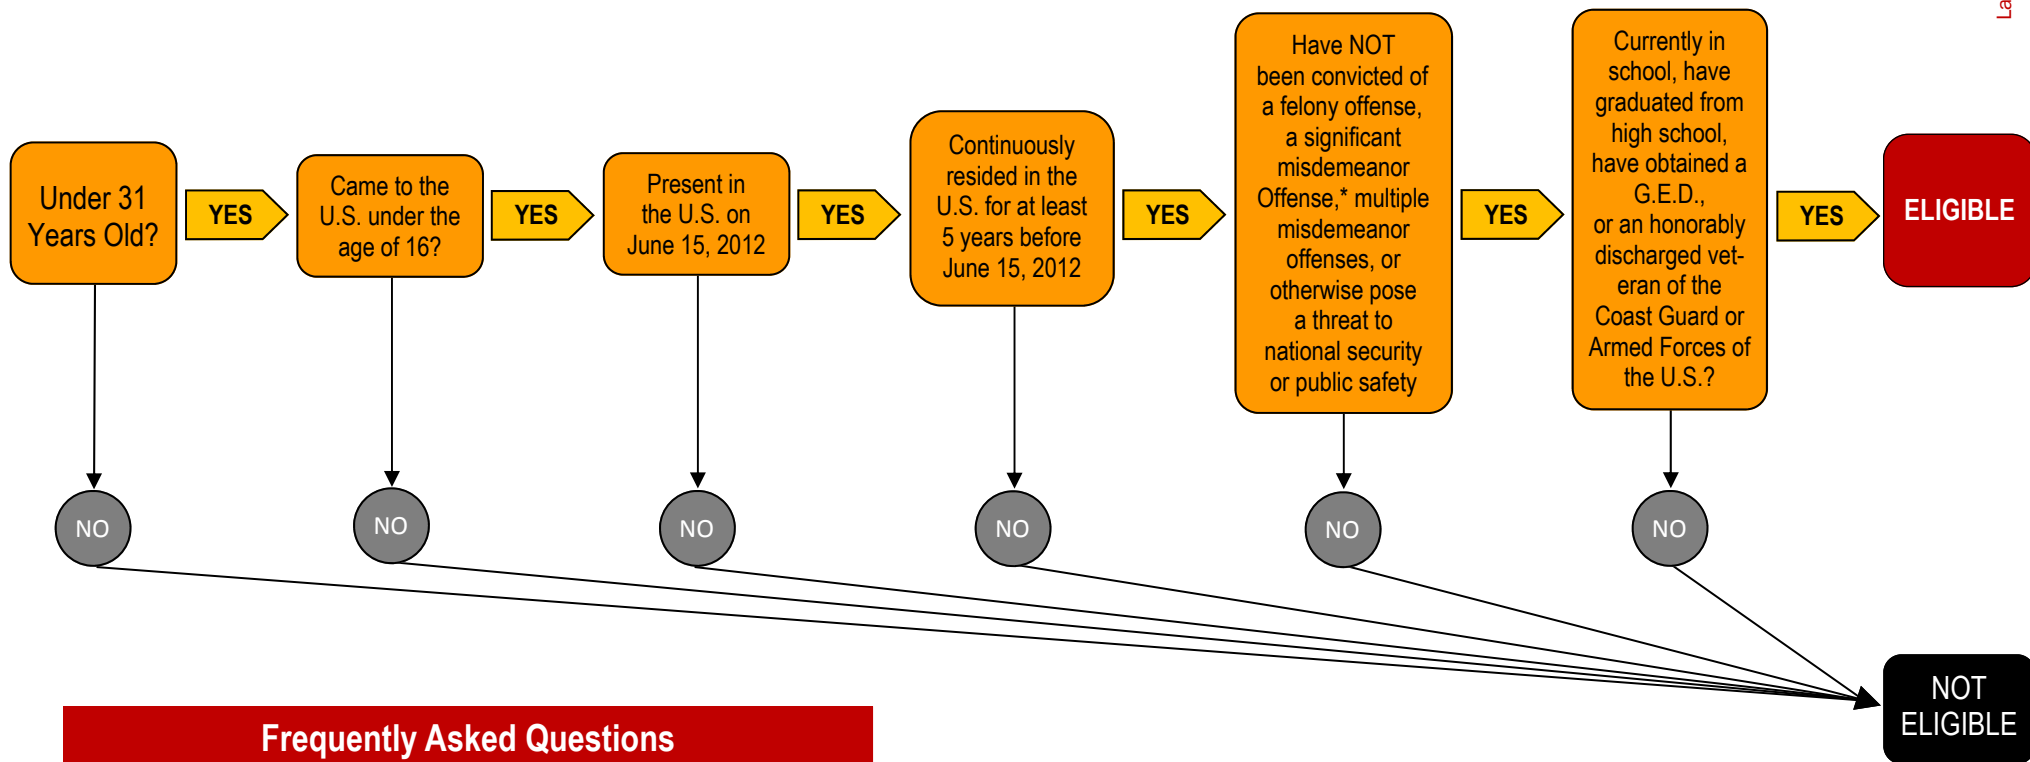 Under 31
Years Old?
YES
Came to the
U.S. under the
age of 16?
YES
Present in
the U.S. on
June 15, 2012
YES
Continuously
resided in the
U.S. for at least
5 years before
June 15, 2012
YES
Have NOT
been convicted of
a felony offense,
a significant
misdemeanor
Offense,* multiple
misdemeanor
offenses, or
otherwise pose
a threat to
national security
or public safety
YES
Currently in
school, have
graduated from
high school,
have obtained a
G.E.D.,
or an honorably
discharged vet-
eran of the
Coast Guard or
Armed Forces of
the U.S.?
YES
ELIGIBLE
La
NO
NO
NO
NO
NO
NO
NOT
ELIGIBLE
Frequently Asked Questions